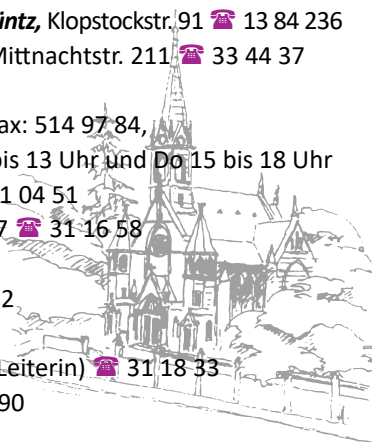 intz, Klopstockstr. 91 ☎ 13 84 236
Mittnachtstr. 211 ☎ 33 44 37
ax: 514 97 84,
bis 13 Uhr und Do 15 bis 18 Uhr
1 04 51
7 ☎ 31 16 58
2
Leiterin) ☎ 31 18 33
90